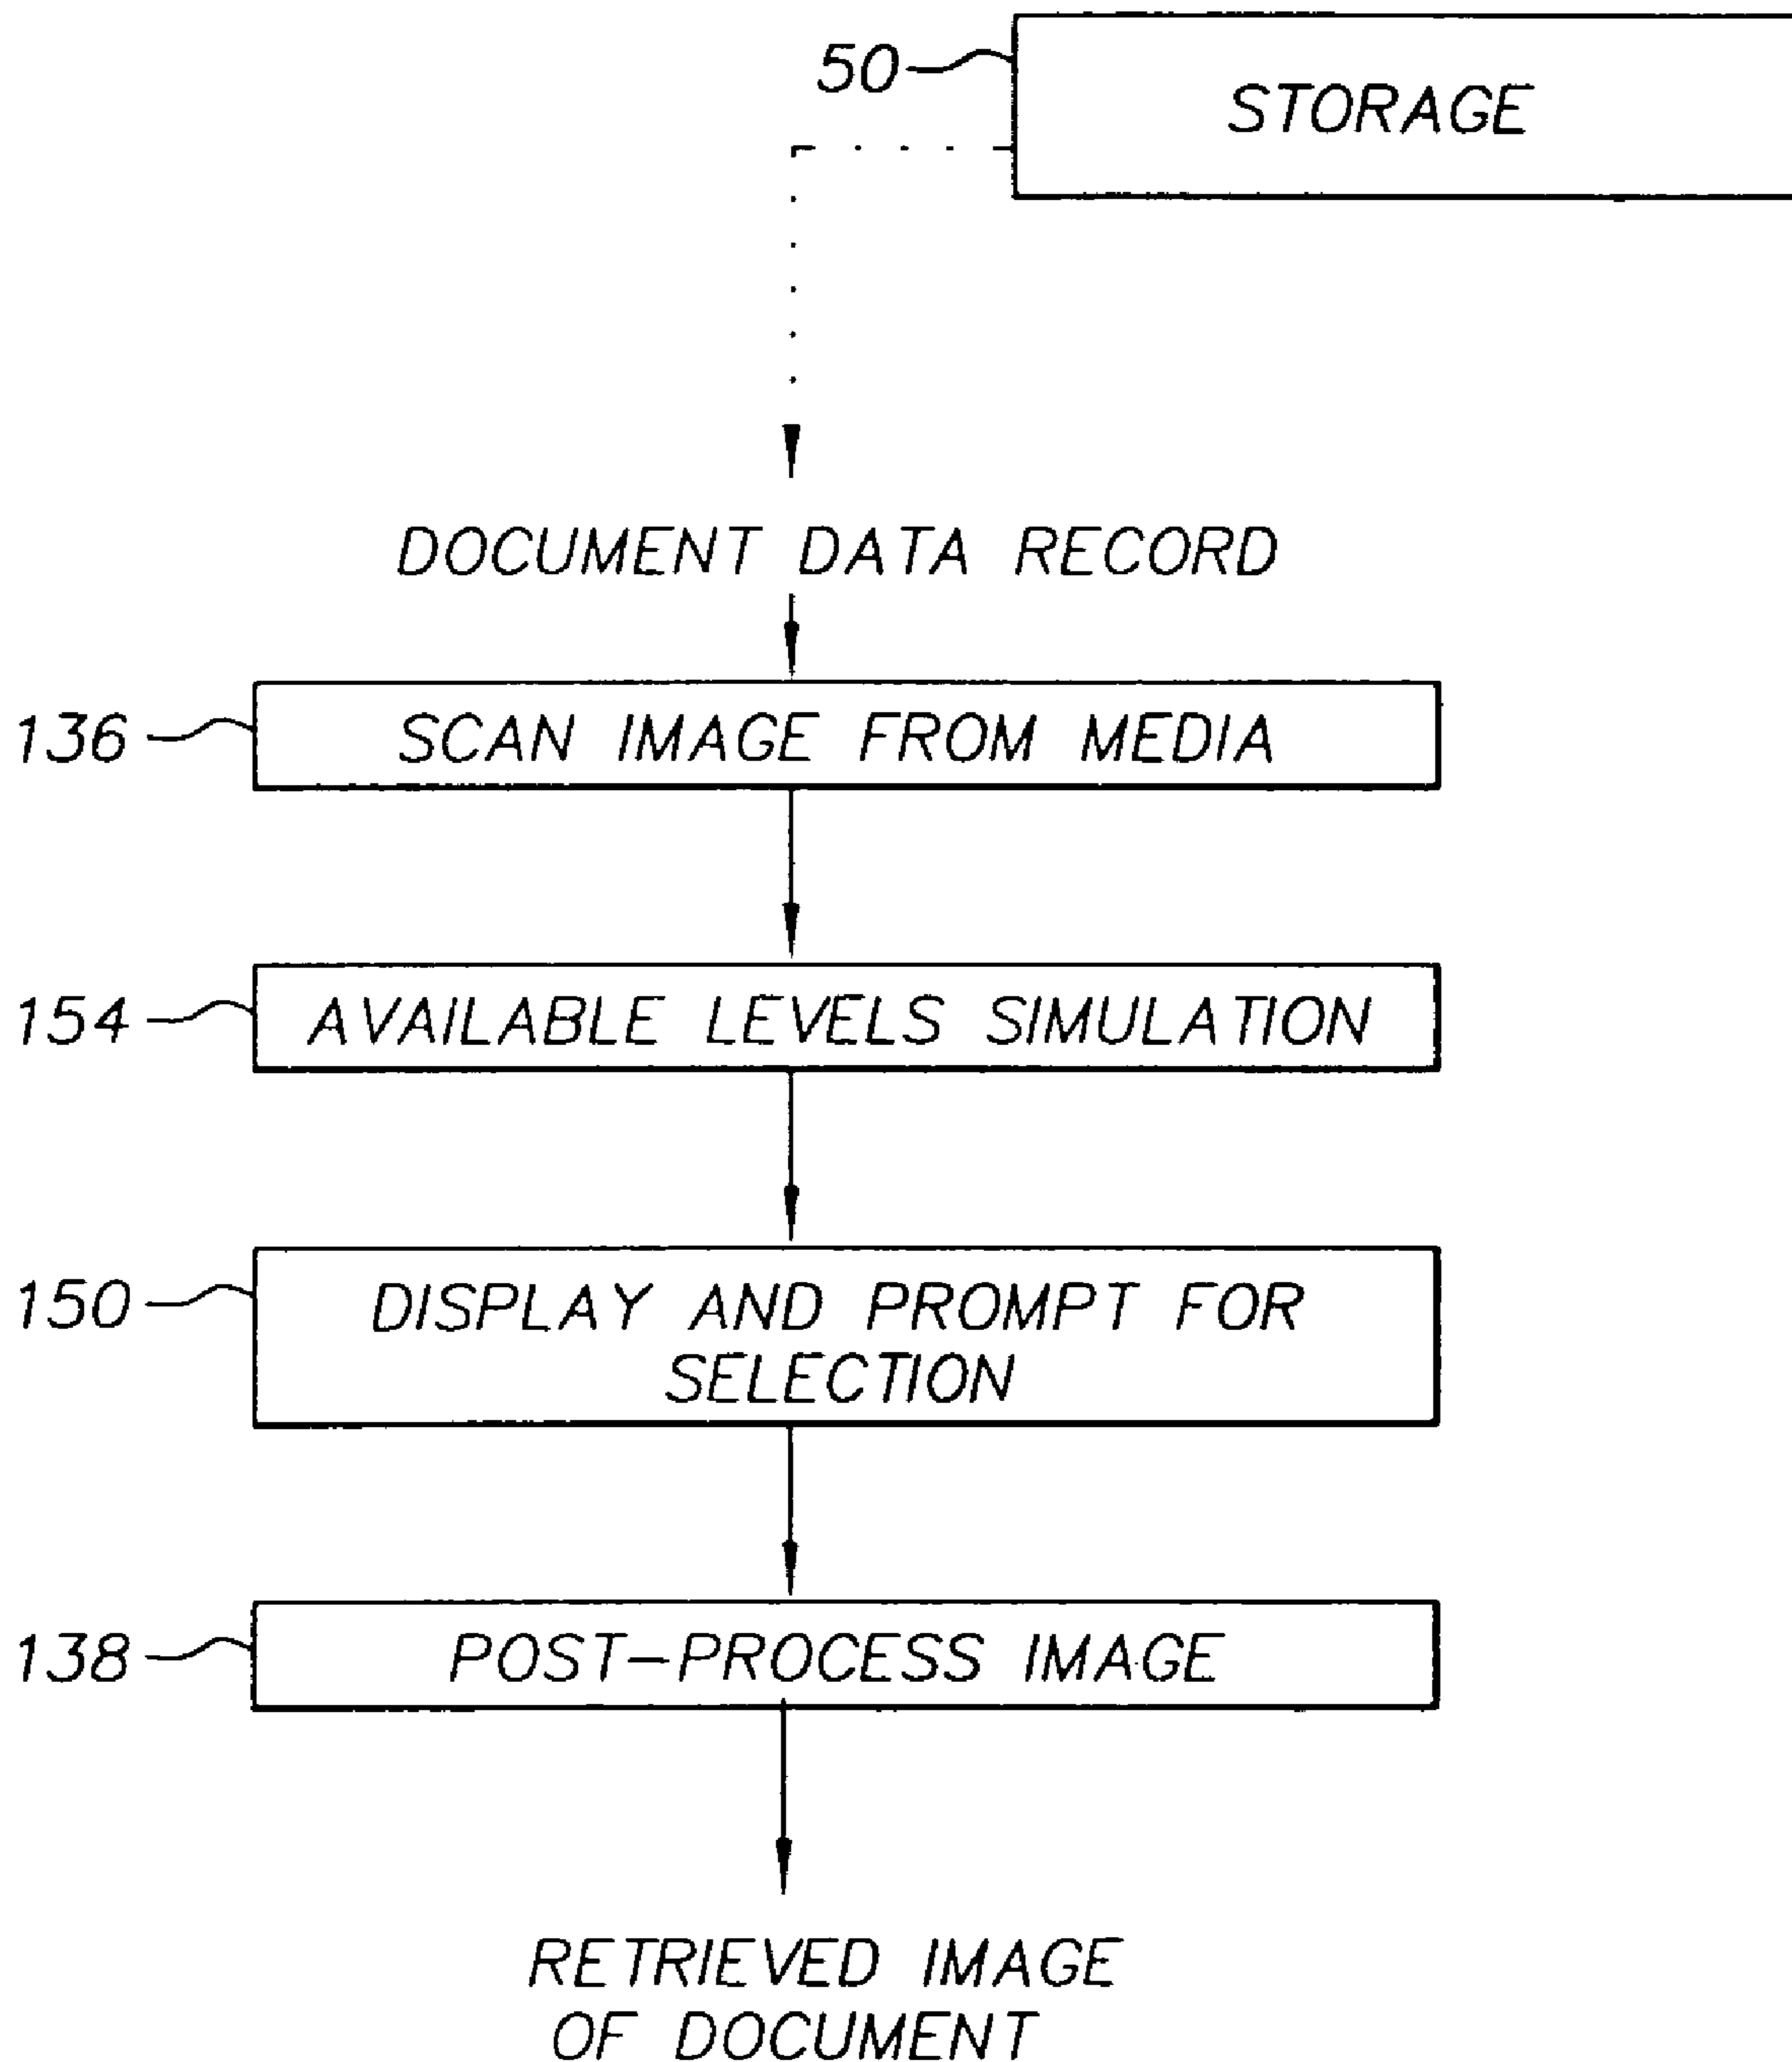 50
STORAGE
DOCUMENT DATA RECORD
136
SCAN IMAGE FROM MEDIA
154
AVAILABLE LEVELS SIMULATION
150
DISPLAY AND PROMPT FOR
SELECTION
138
POST-PROCESS IMAGE
RETRIEVED IMAGE
OF DOCUMENT